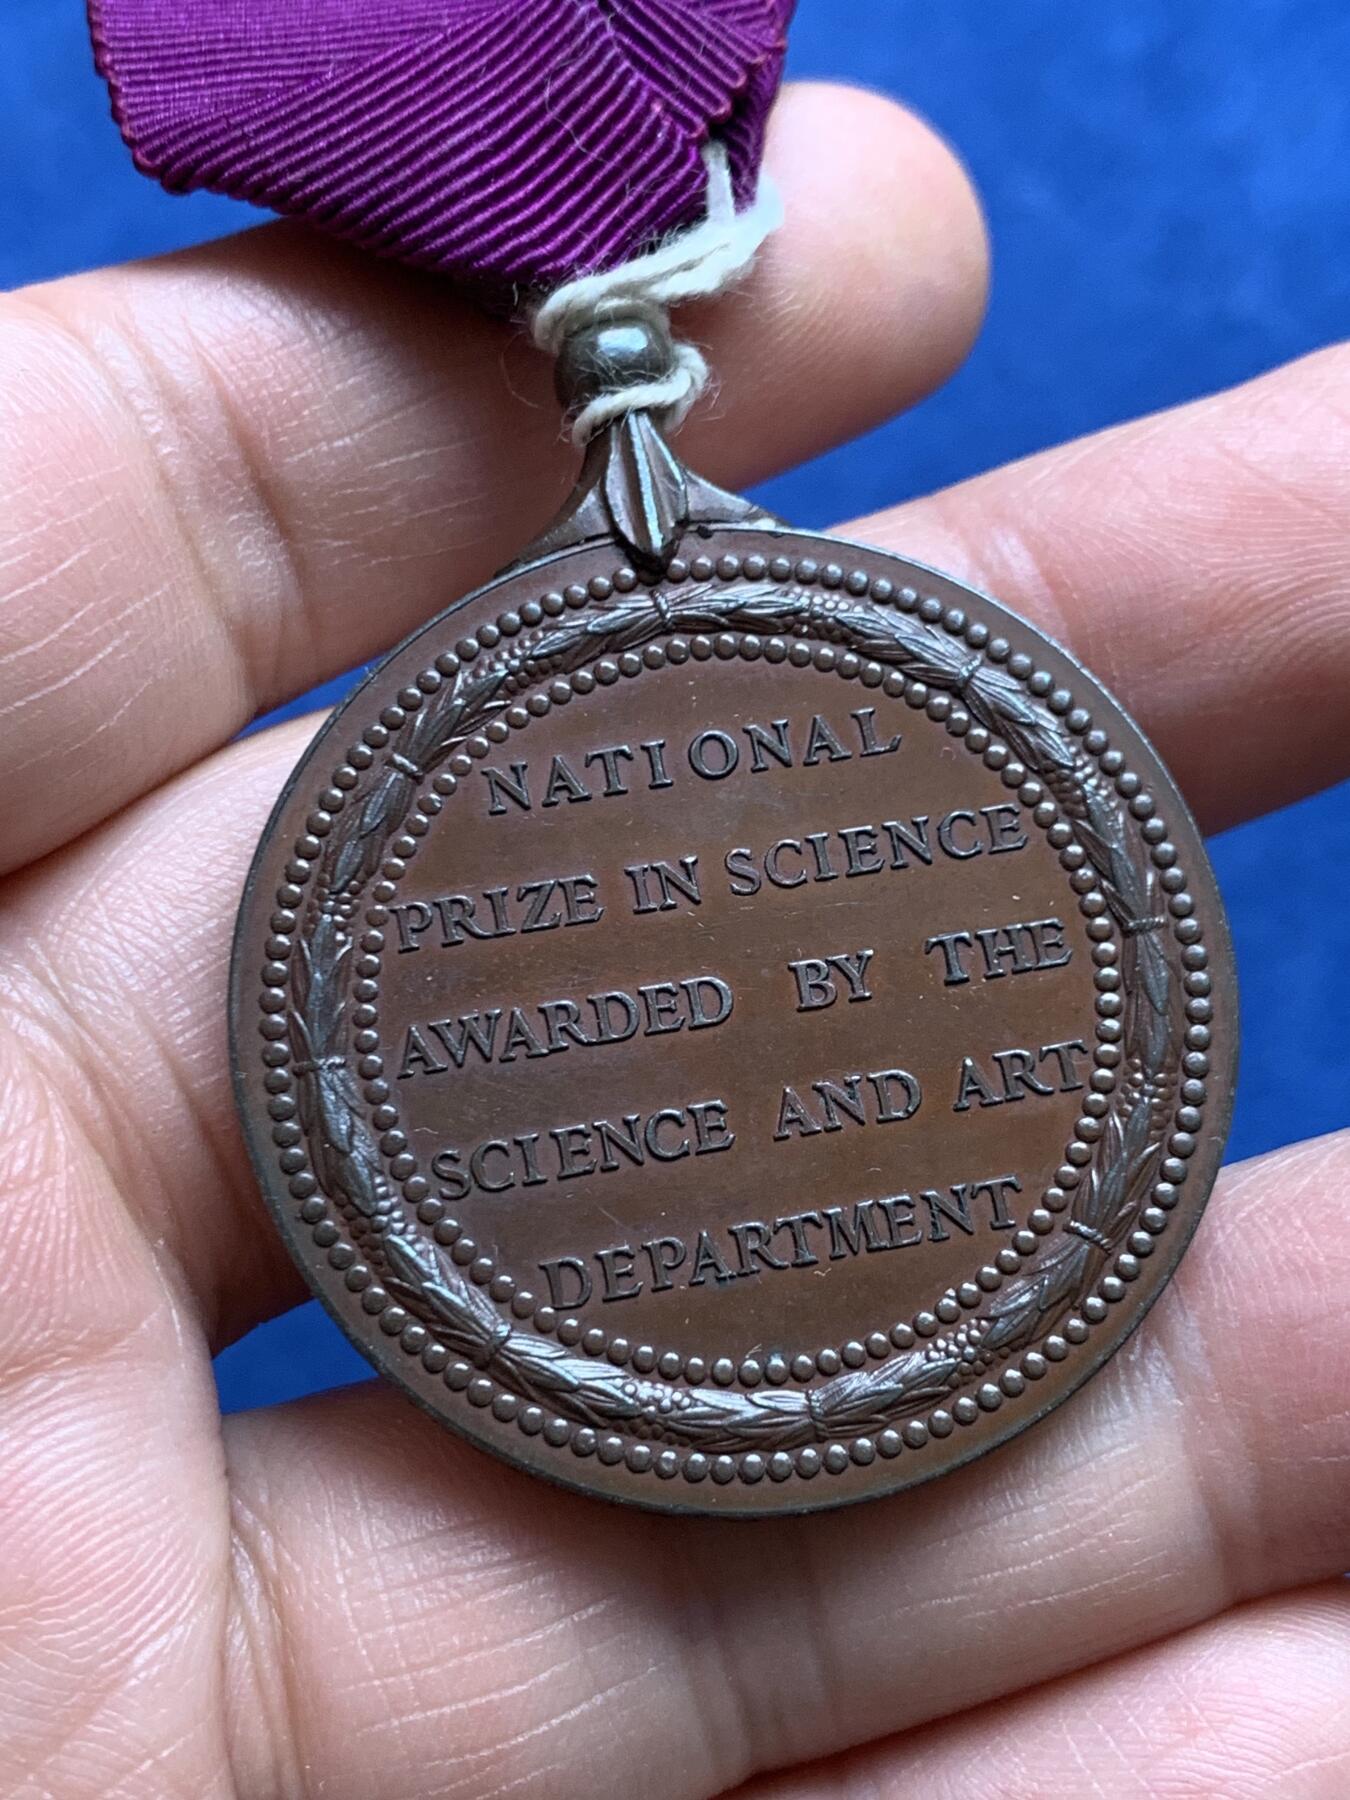 NATIONAL
PRIZE IN SCIENCE
AWARDED BY THE
SCIENCE AND ART
DEPARTMENT